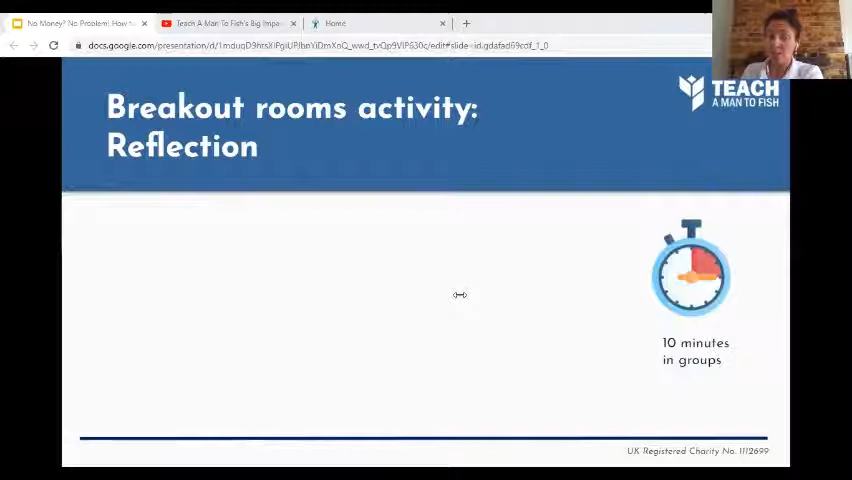 No Money? No Problem! How t
Teach A Man To Fish's Big Impa
Home
Breakout rooms activity:
Reflection
TEACH
A MAN TO FISH
10 minutes
in groups
UK Registered Charity No. 1112699